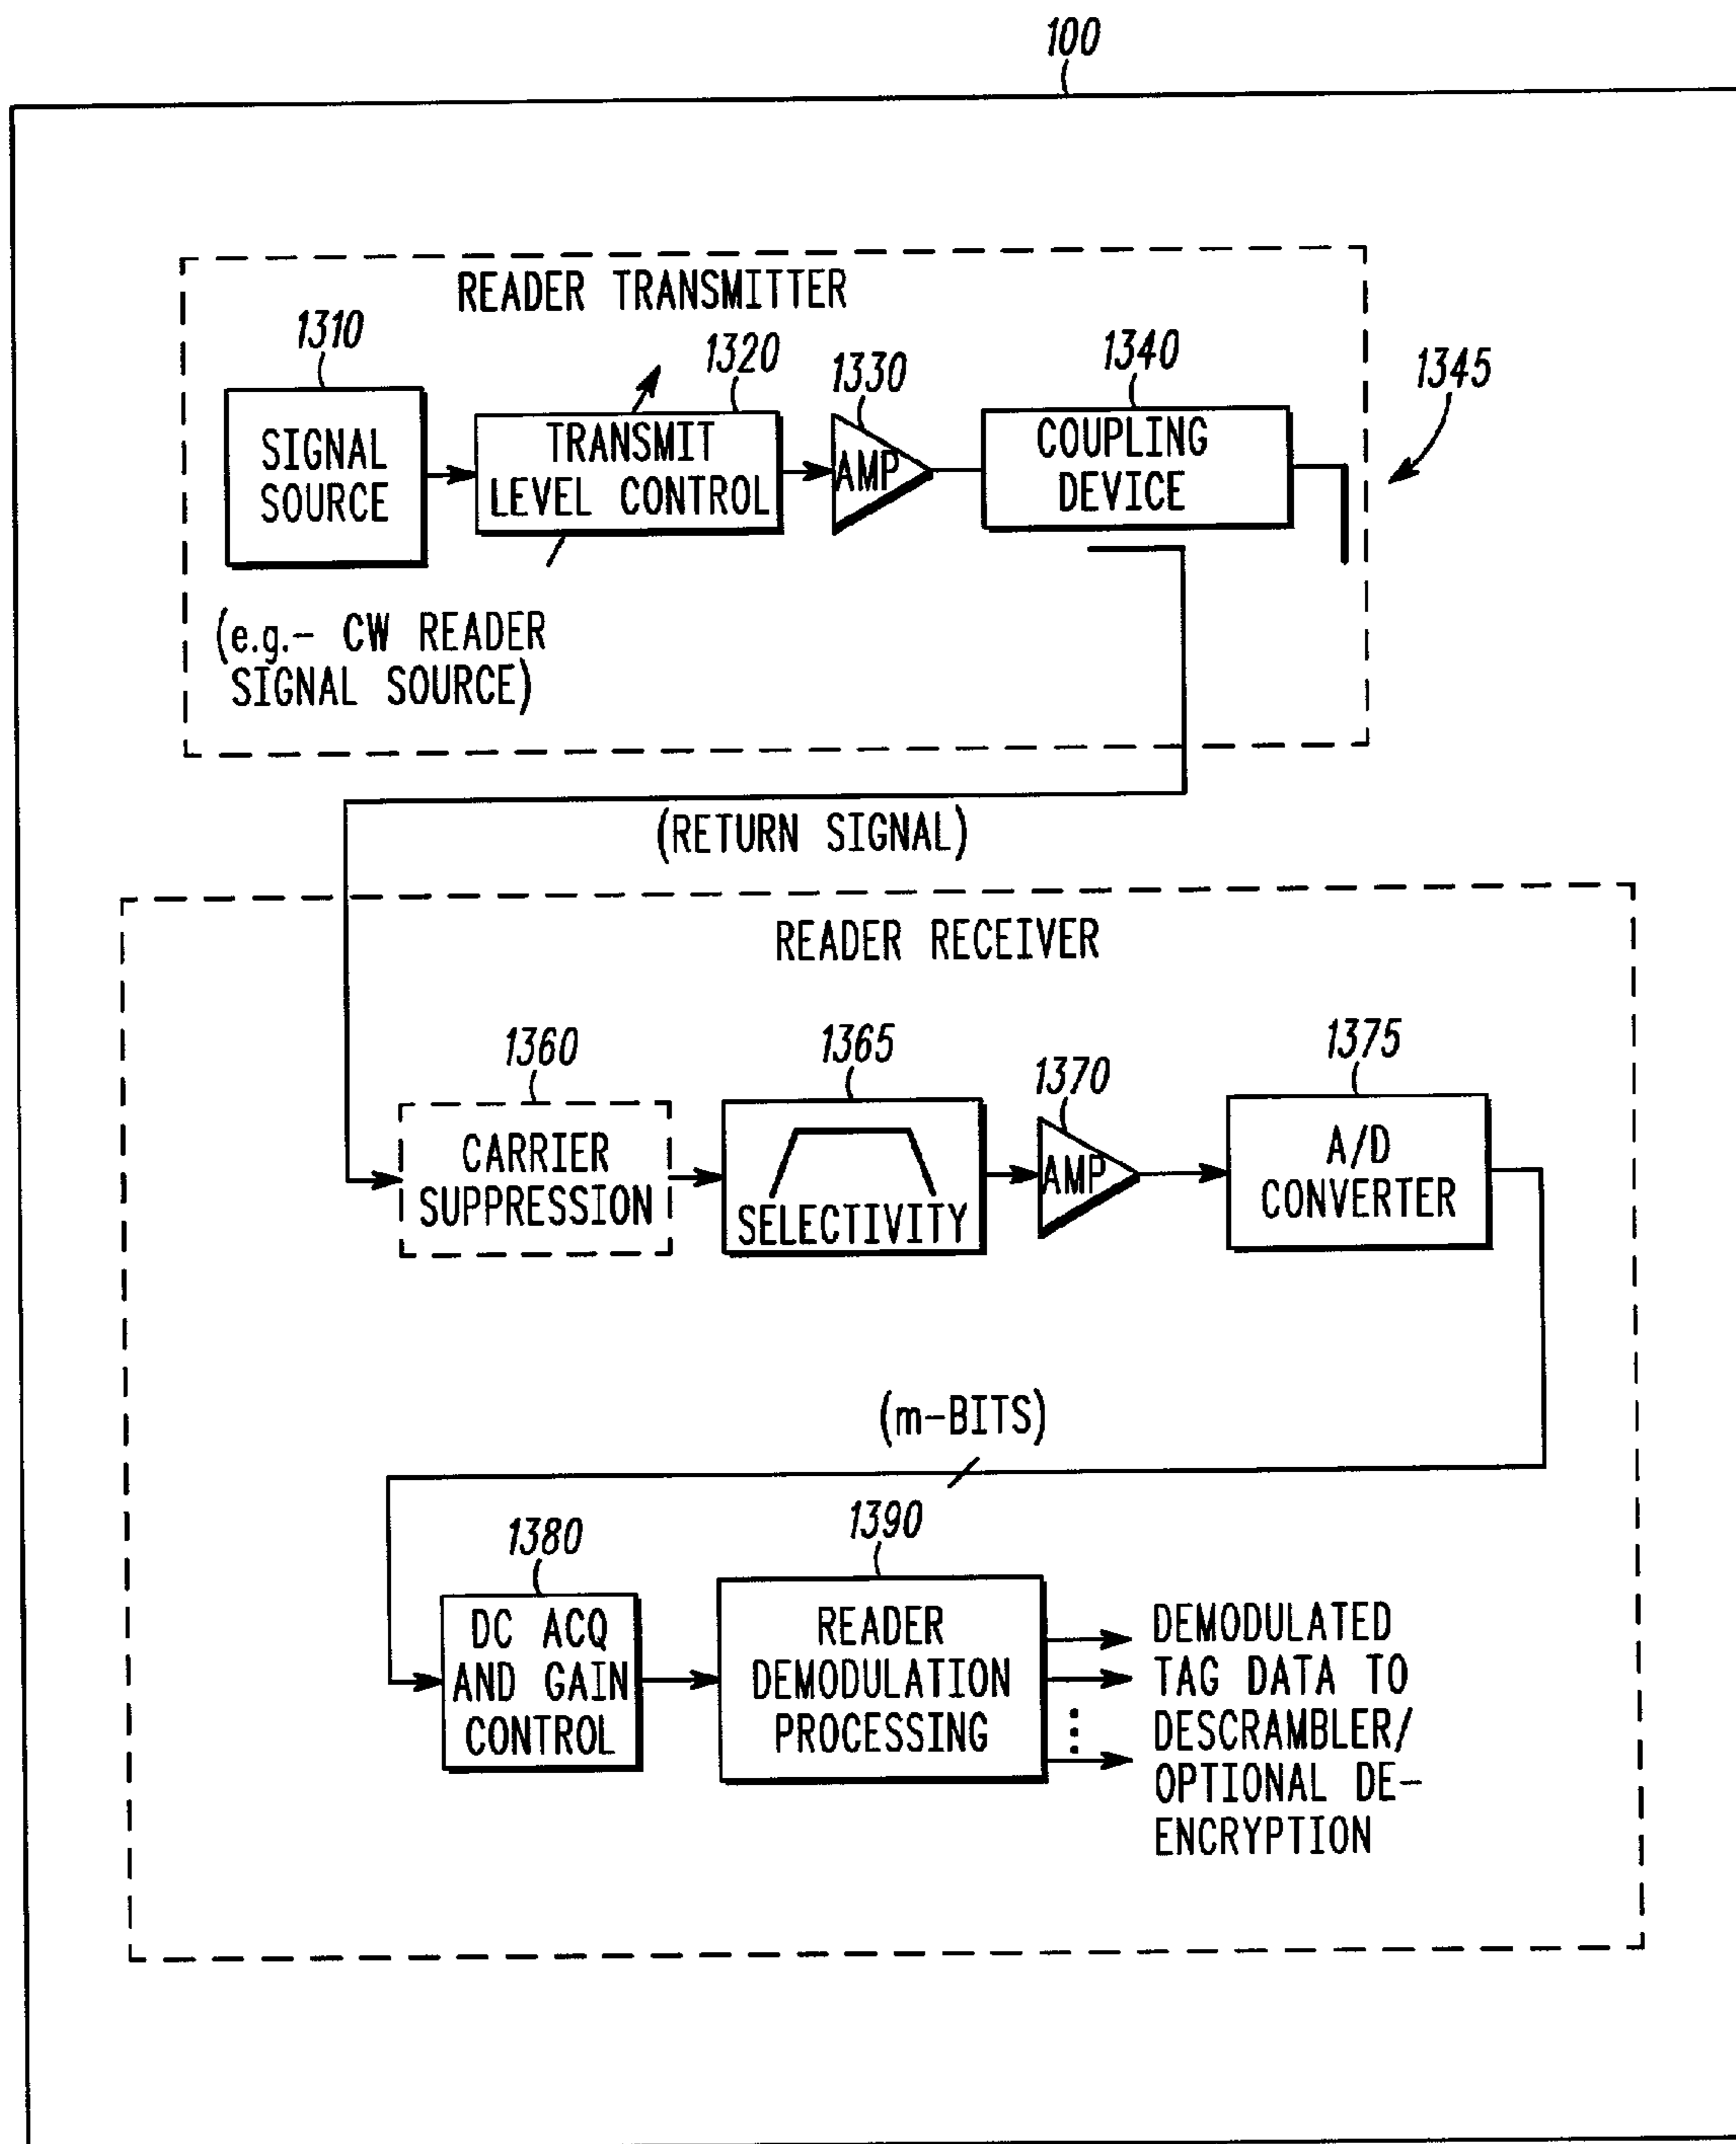 100
READER TRANSMITTER
1310
1320
1330
1340
1345
SIGNAL
SOURCE
TRANSMIT
LEVEL CONTROL
AMP
COUPLING
DEVICE
(e.g.- CW READER
SIGNAL SOURCE)
(RETURN SIGNAL)
READER RECEIVER
1360
1365
1370
1375
CARRIER
SUPPRESSION
SELECTIVITY
AMP
A/D
CONVERTER
(m-BITS)
1380
1390
DC ACQ
AND GAIN
CONTROL
READER
DEMODULATION
PROCESSING
DEMODULATED
TAG DATA TO
DESCRAMBLER/
OPTIONAL DE-
ENCRYPTION